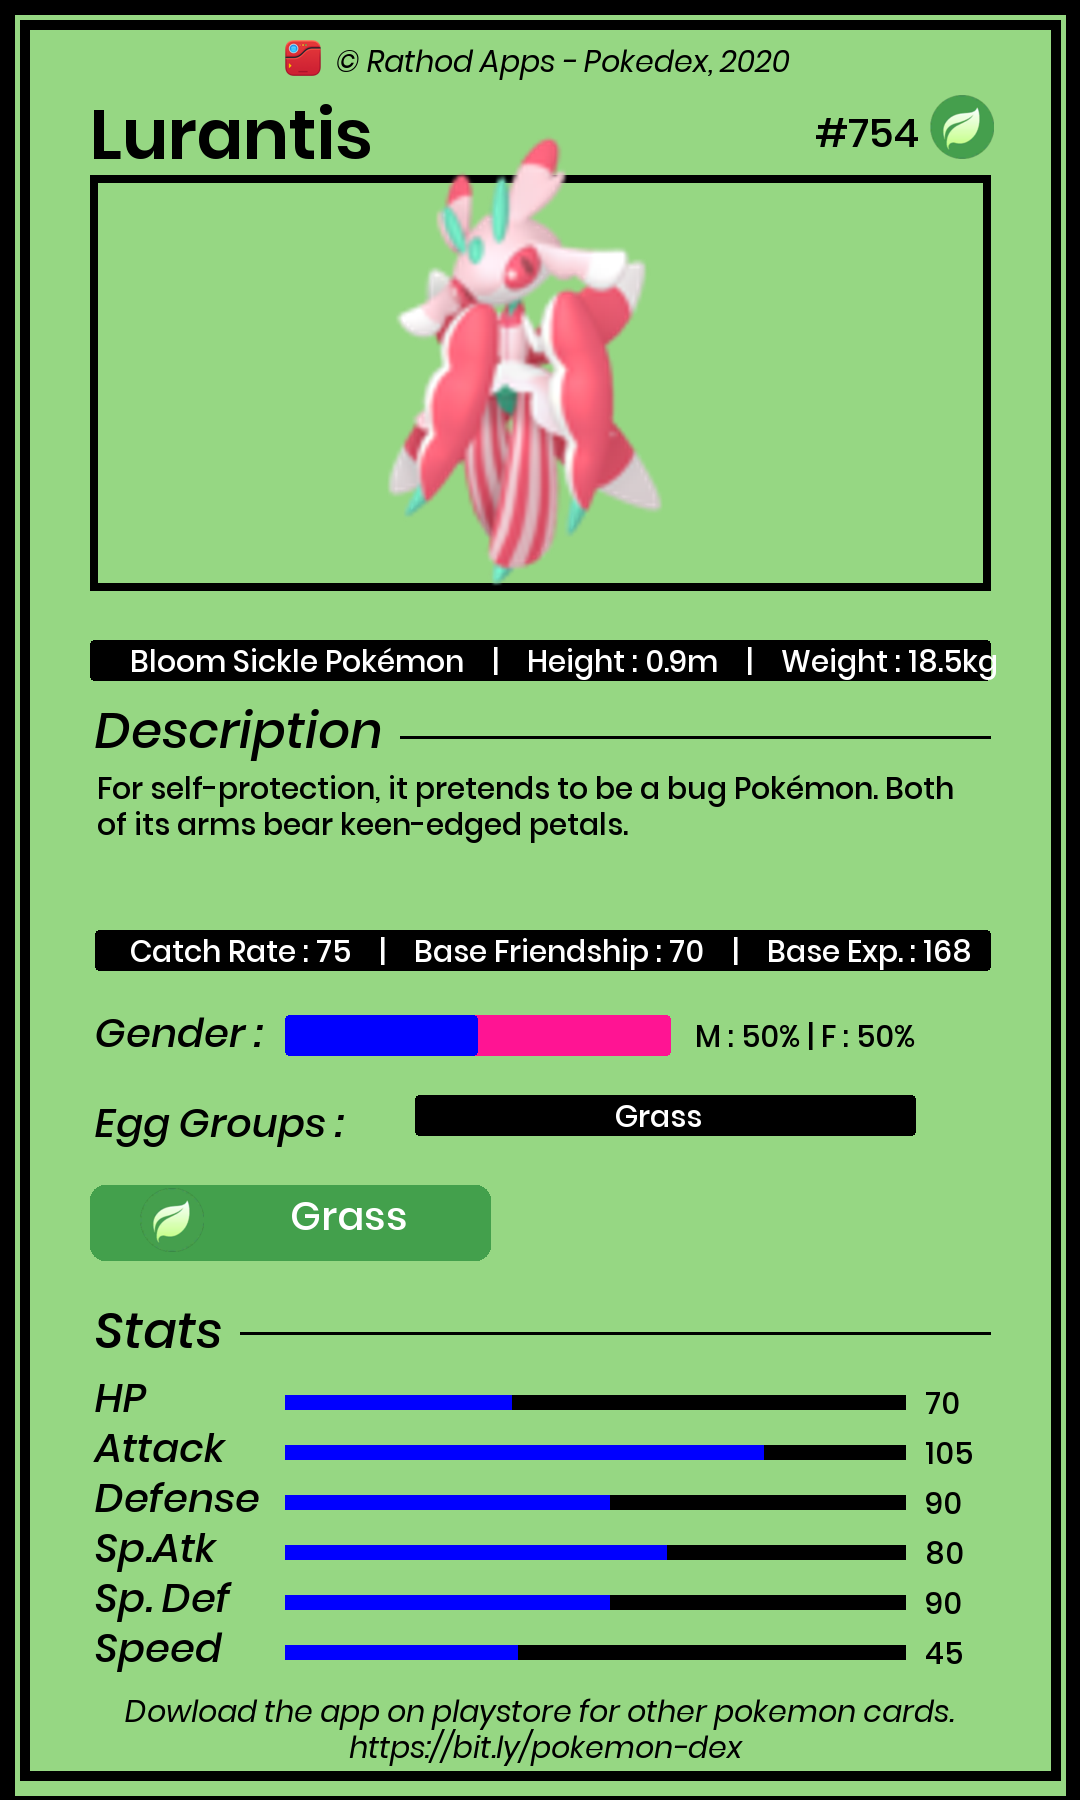 © Rathod Apps - Pokedex, 2020
Lurantis
#754
Bloom Sickle Pokémon | Height : 0.9m | Weight : 18.5kg
Description
For self-protection, it pretends to be a bug Pokémon. Both
of its arms bear keen-edged petals.
Catch Rate : 75 | Base Friendship : 70 | Base Exp. : 168
Gender : M : 50% | F : 50%
Egg Groups : Grass
Grass
Stats
HP 70
Attack 105
Defense 90
Sp.Atk 80
Sp. Def 90
Speed 45
Dowload the app on playstore for other pokemon cards.
https://bit.ly/pokemon-dex